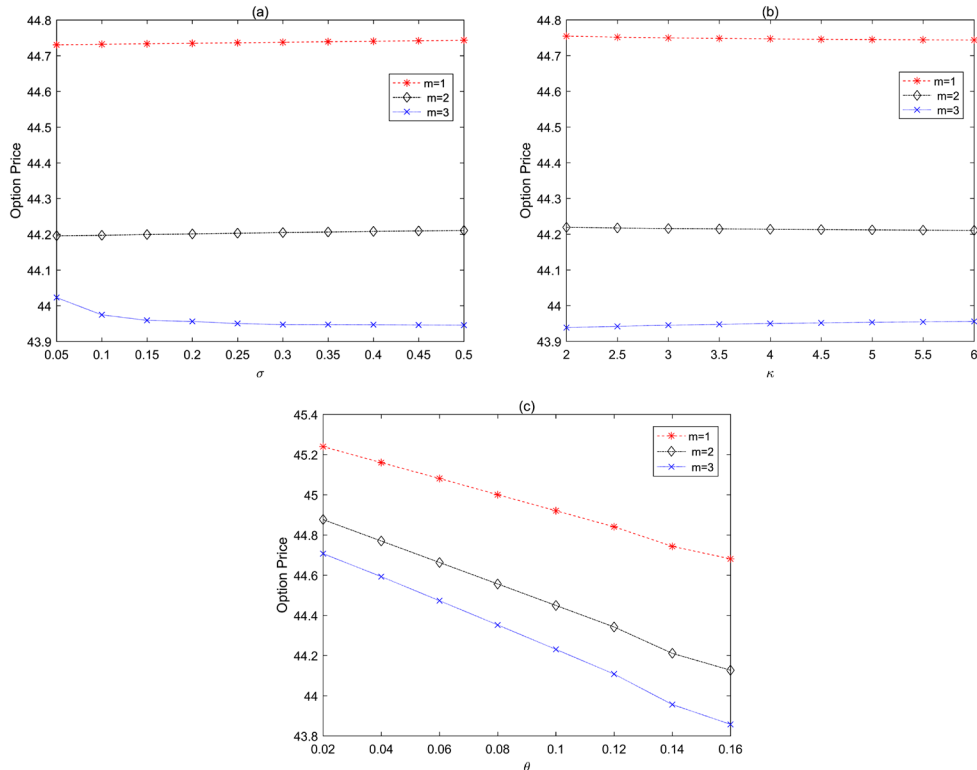 (a)
44.8
44.7
44.6
44.5
44.4
44.3
44.2
44.1
44
43.9
Option Price
m=1
m=2
m=3
0.05 0.1 0.15 0.2 0.25 0.3 0.35 0.4 0.45 0.5
σ
(b)
44.8
44.7
44.6
44.5
44.4
44.3
44.2
44.1
44
43.9
Option Price
m=1
m=2
m=3
2 2.5 3 3.5 4 4.5 5 5.5 6
κ
(c)
45.4
45.2
45
44.8
44.6
44.4
44.2
44
43.8
Option Price
m=1
m=2
m=3
0.02 0.04 0.06 0.08 0.1 0.12 0.14 0.16
θ